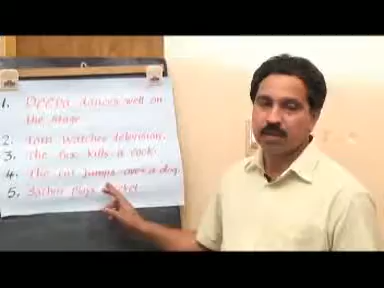 1. Deepa dances well on
the stage.
2. Tom watches television.
3. The fox kills a cock.
4. The cat jumps over a dog.
5. Sachin plays cricket